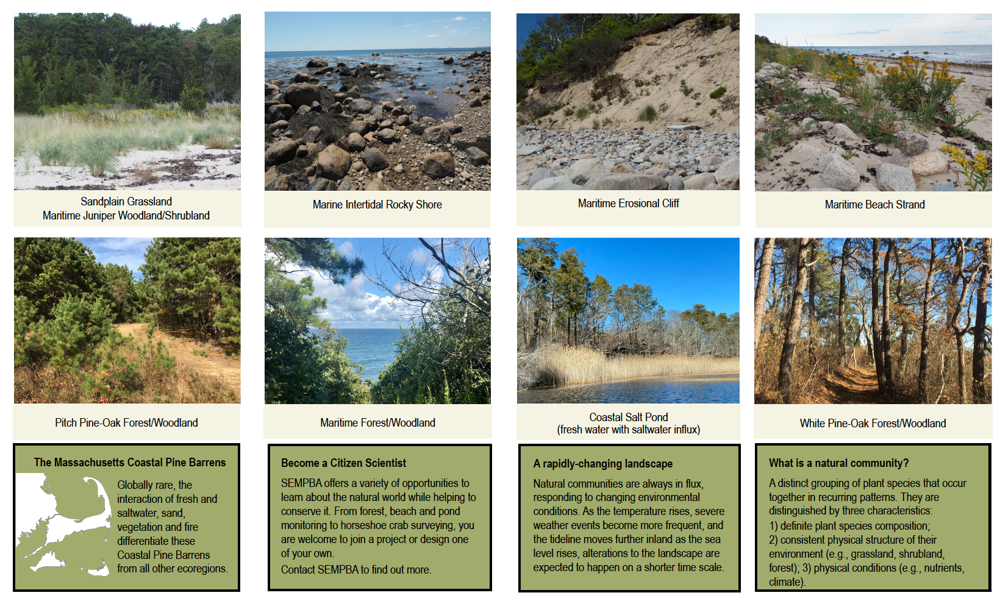 Sandplain Grassland
Maritime Juniper Woodland/Shrubland
Marine Intertidal Rocky Shore
Maritime Erosional Cliff
Maritime Beach Strand
Pitch Pine-Oak Forest/Woodland
Maritime Forest/Woodland
Coastal Salt Pond
(fresh water with saltwater influx)
White Pine-Oak Forest/Woodland
The Massachusetts Coastal Pine Barrens
Globally rare, the
interaction of fresh and
saltwater, sand,
vegetation and fire
differentiate these
Coastal Pine Barrens
from all other ecoregions.
Become a Citizen Scientist
SEMPBA offers a variety of opportunities to
learn about the natural world while helping to
conserve it. From forest, beach and pond
monitoring to horseshoe crab surveying, you
are welcome to join a project or design one
of your own.
Contact SEMPBA to find out more.
A rapidly-changing landscape
Natural communities are always in flux,
responding to changing environmental
conditions. As the temperature rises, severe
weather events become more frequent, and
the tideline moves further inland as the sea
level rises, alterations to the landscape are
expected to happen on a shorter time scale.
What is a natural community?
A distinct grouping of plant species that occur
together in recurring patterns. They are
distinguished by three characteristics:
1) definite plant species composition;
2) consistent physical structure of their
environment (e.g., grassland, shrubland,
forest); 3) physical conditions (e.g., nutrients,
climate).